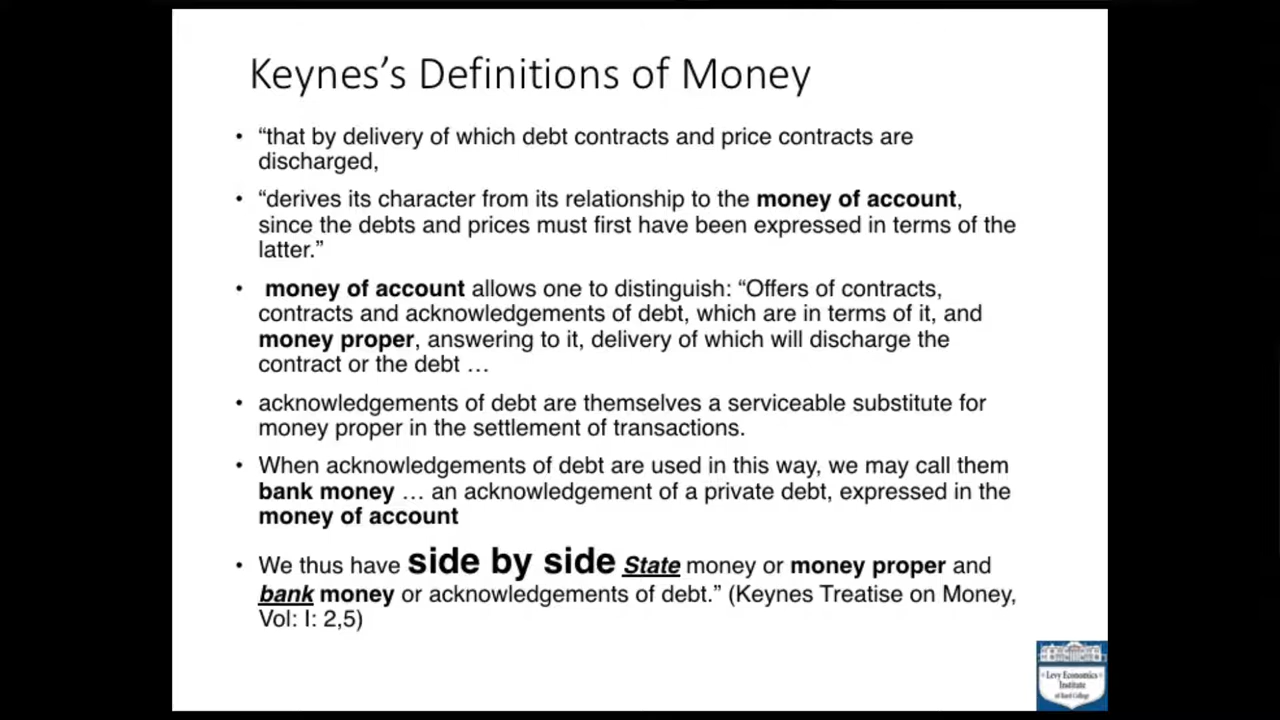 Keynes’s Definitions of Money
• “that by delivery of which debt contracts and price contracts are
discharged,
• “derives its character from its relationship to the money of account,
since the debts and prices must first have been expressed in terms of the
latter.”
• money of account allows one to distinguish: “Offers of contracts,
contracts and acknowledgements of debt, which are in terms of it, and
money proper, answering to it, delivery of which will discharge the
contract or the debt …
• acknowledgements of debt are themselves a serviceable substitute for
money proper in the settlement of transactions.
• When acknowledgements of debt are used in this way, we may call them
bank money … an acknowledgement of a private debt, expressed in the
money of account
• We thus have side by side State money or money proper and
bank money or acknowledgements of debt.” (Keynes Treatise on Money,
Vol: I: 2,5)
Levy Economics
Institute
of Bard College